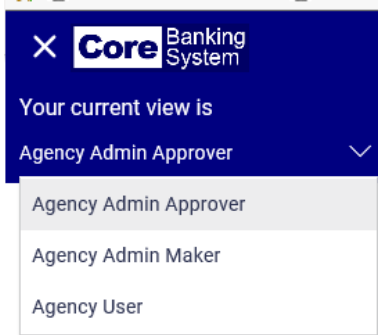 Core Banking
System
Your current view is
Agency Admin Approver
Agency Admin Approver
Agency Admin Maker
Agency User